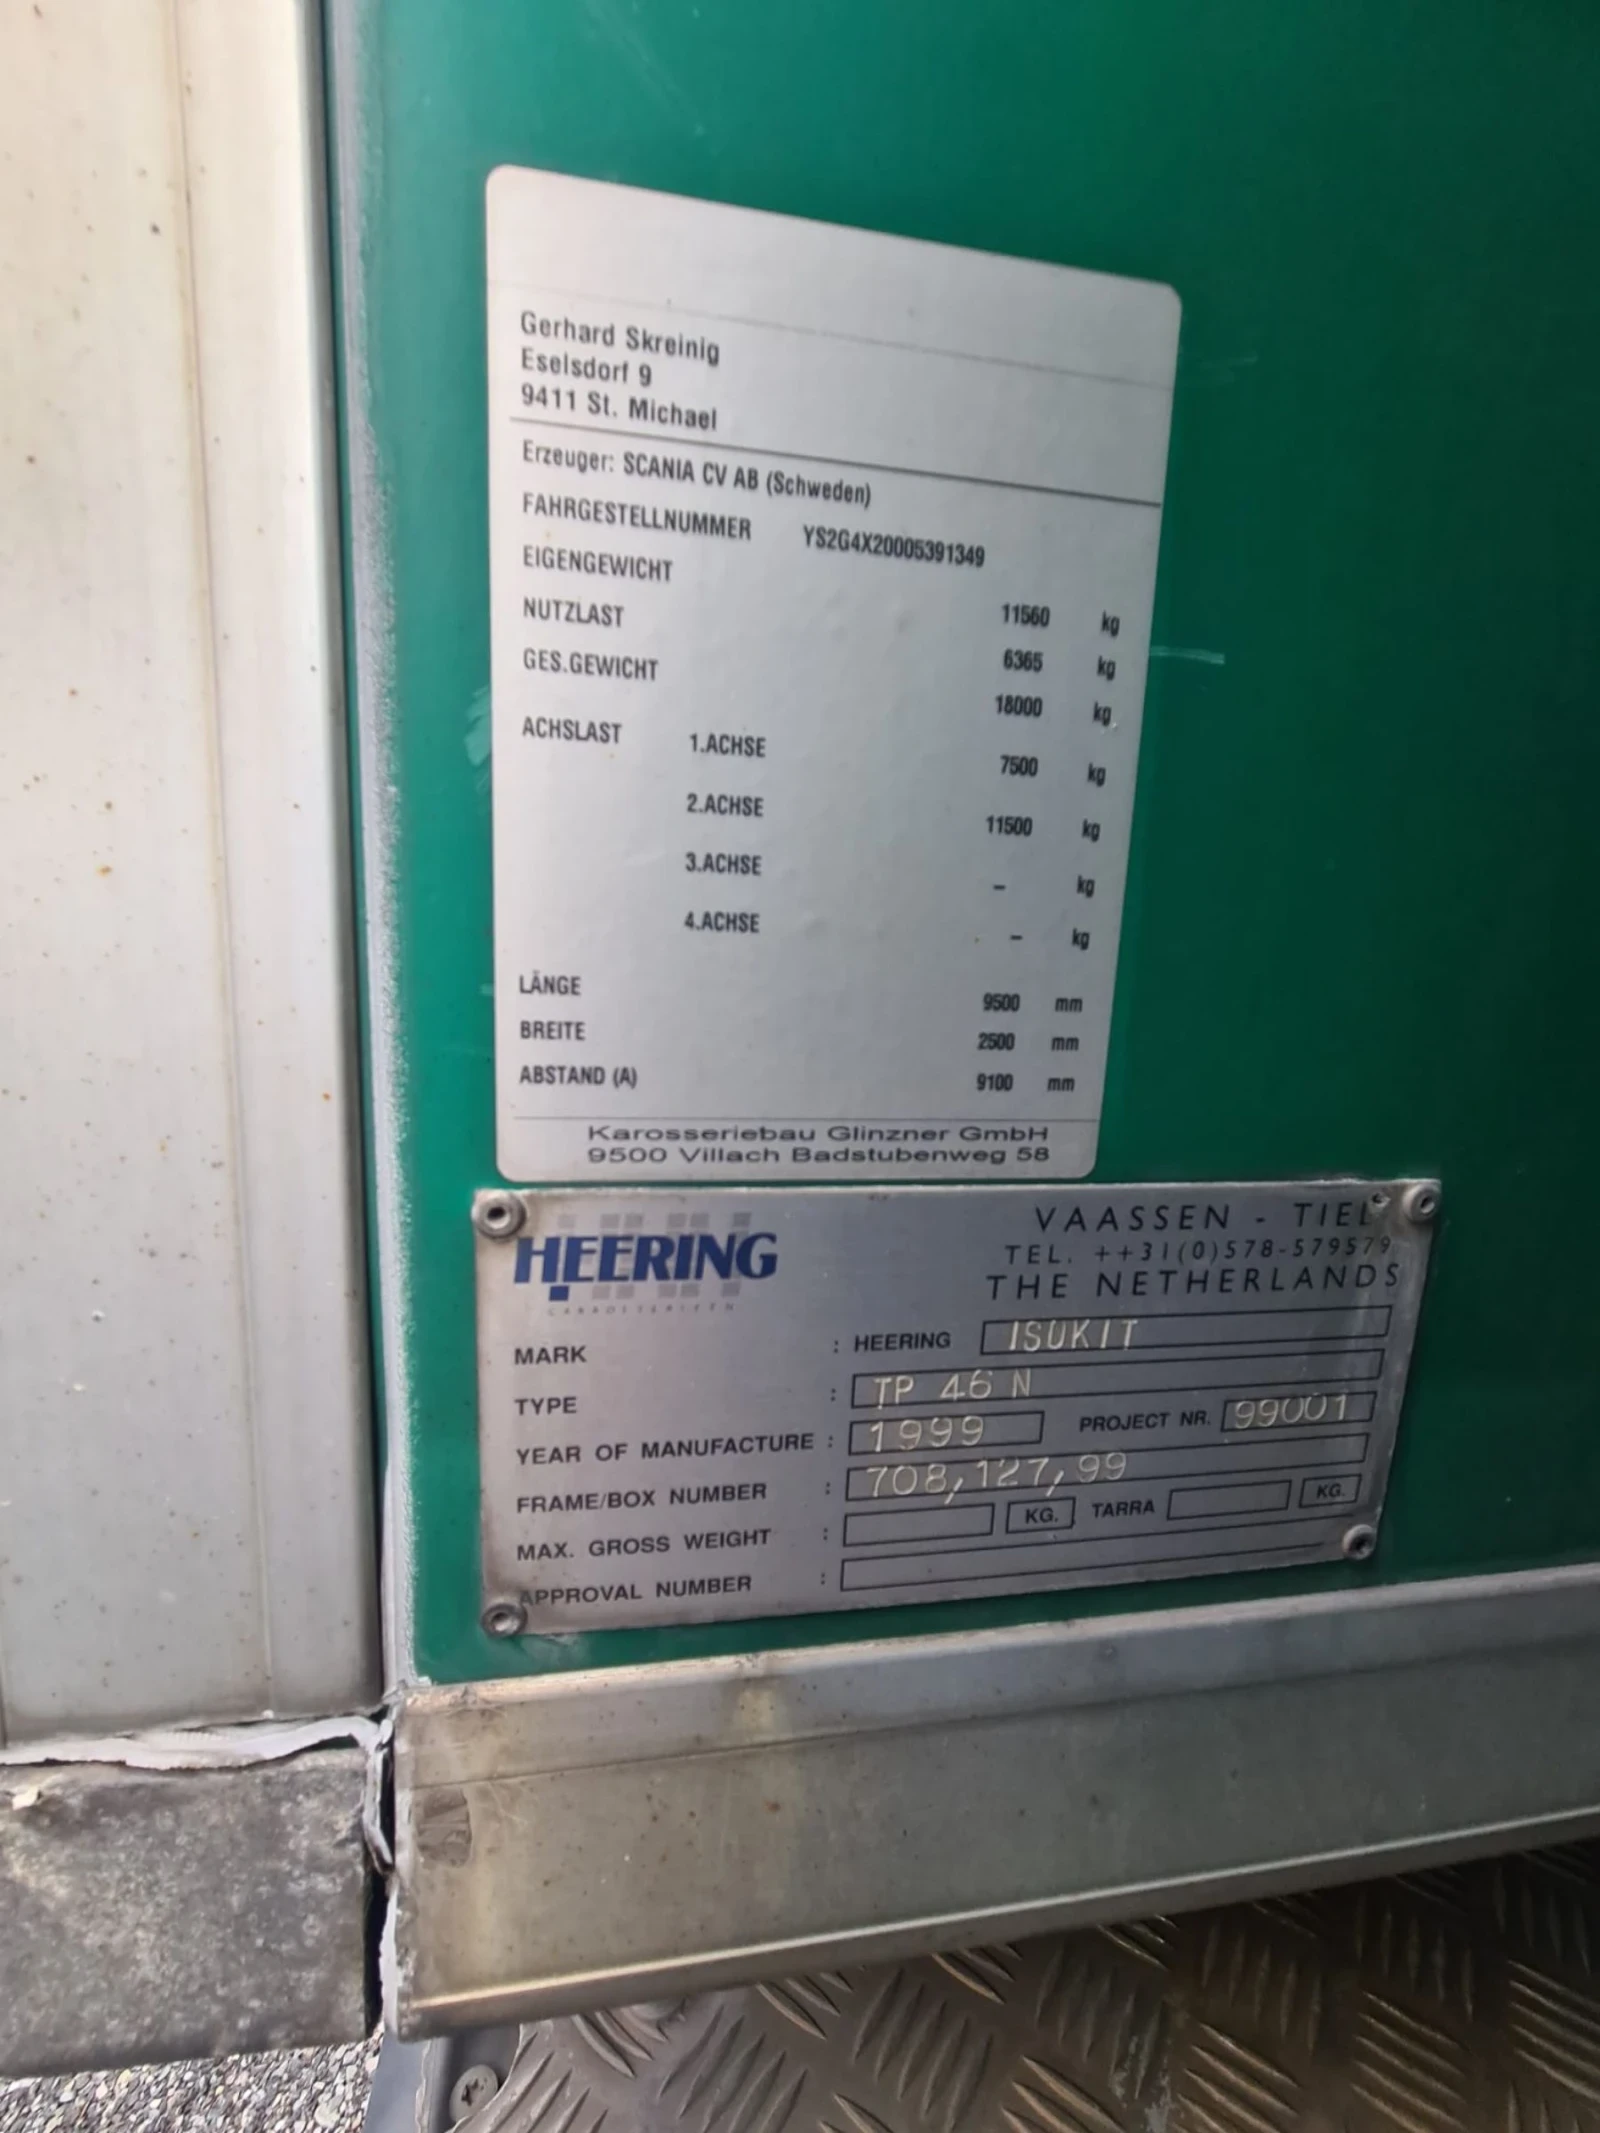 Gerhard Skreinig
Eselsdorf 9
9411 St. Michael
Erzeuger: SCANIA CV AB (Schweden)
FAHRGESTELLNUMMER YS2G4X20005391349
EIGENGEWICHT 11560 kg
NUTZLAST 6365 kg
GES.GEWICHT 18000 kg
ACHSLAST 1.ACHSE 7500 kg
2.ACHSE 11500 kg
3.ACHSE – kg
4.ACHSE – kg
LÄNGE 9500 mm
BREITE 2500 mm
ABSTAND (A) 9100 mm
Karosseriebau Glinzner GmbH
9500 Villach Badstubenweg 58
HEERING
CARROSSERIEEN
VAASSEN - TIEL
TEL. ++31(0)578-579579
THE NETHERLANDS
MARK : HEERING ISOKIT
TYPE : TP 46 N
YEAR OF MANUFACTURE : 1999 PROJECT NR. 99001
FRAME/BOX NUMBER : 708,127,99
MAX. GROSS WEIGHT : KG. TARRA KG.
APPROVAL NUMBER :